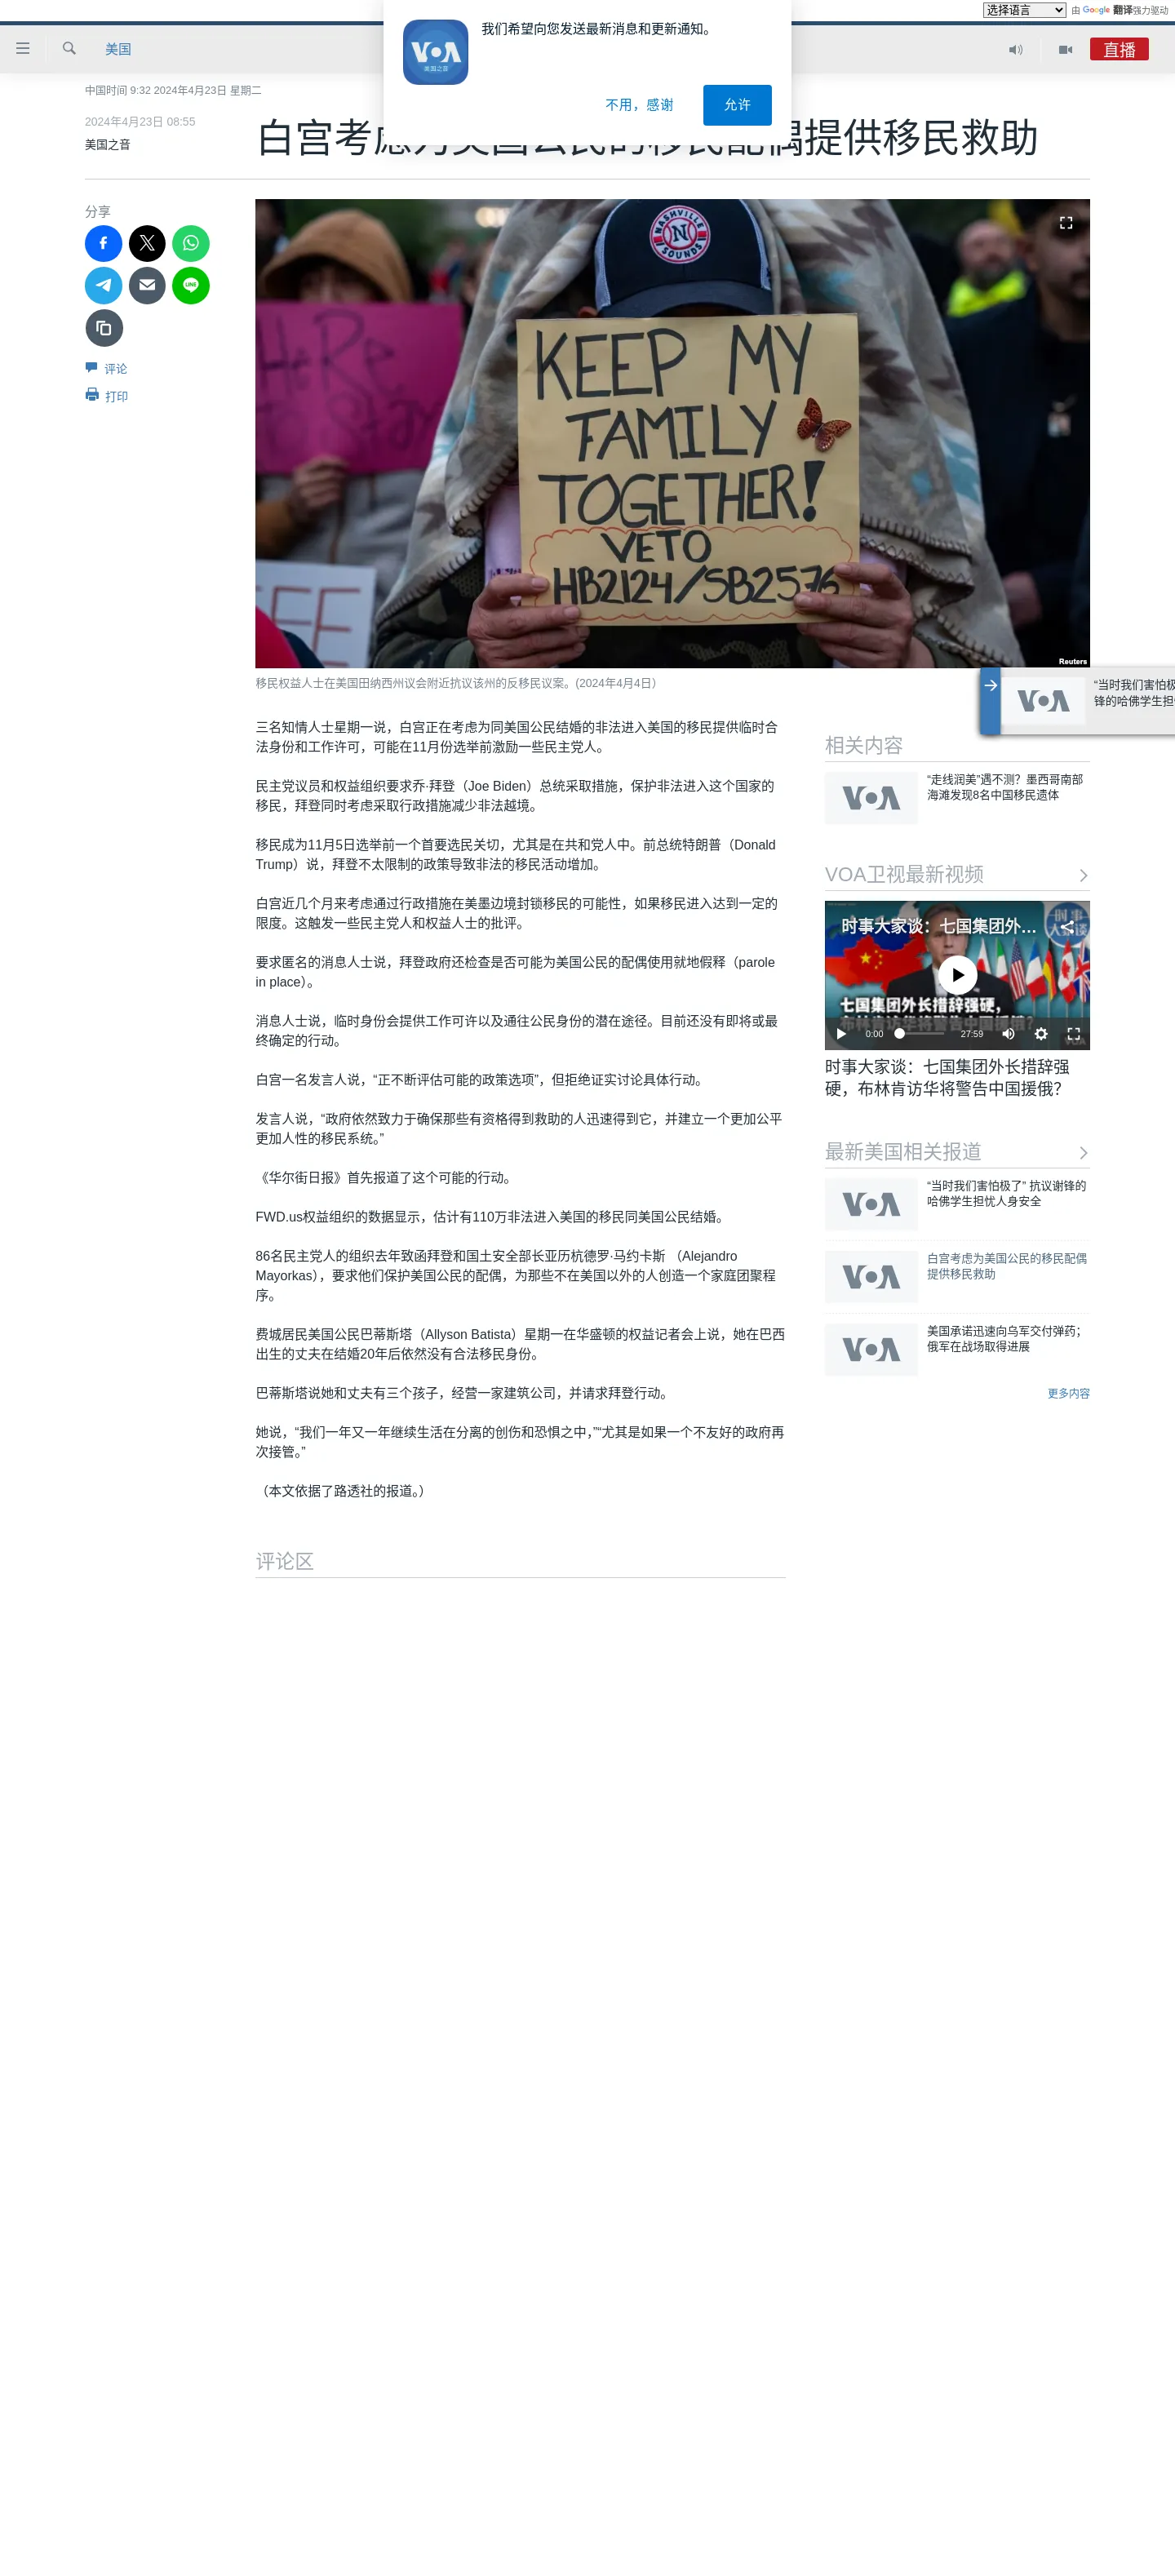 选择语言
由 Google 翻译强力驱动
我们希望向您发送最新消息和更新通知。
VOA
美国之音
不用，感谢
允许
美国
直播
中国时间 9:32 2024年4月23日 星期二
2024年4月23日 08:55
美国之音
提供移民救助
分享
评论
打印
NASHVILLE
N
SOUNDS
KEEP MY
FAMILY
TOGETHER!
VETO
HB2124/SB2576
Reuters
移民权益人士在美国田纳西州议会附近抗议该州的反移民议案。(2024年4月4日）
三名知情人士星期一说，白宫正在考虑为同美国公民结婚的非法进入美国的移民提供临时合
法身份和工作许可，可能在11月份选举前激励一些民主党人。
民主党议员和权益组织要求乔·拜登（Joe Biden）总统采取措施，保护非法进入这个国家的
移民，拜登同时考虑采取行政措施减少非法越境。
移民成为11月5日选举前一个首要选民关切，尤其是在共和党人中。前总统特朗普（Donald
Trump）说，拜登不太限制的政策导致非法的移民活动增加。
白宫近几个月来考虑通过行政措施在美墨边境封锁移民的可能性，如果移民进入达到一定的
限度。这触发一些民主党人和权益人士的批评。
要求匿名的消息人士说，拜登政府还检查是否可能为美国公民的配偶使用就地假释（parole
in place）。
消息人士说，临时身份会提供工作可许以及通往公民身份的潜在途径。目前还没有即将或最
终确定的行动。
白宫一名发言人说，“正不断评估可能的政策选项”，但拒绝证实讨论具体行动。
发言人说，“政府依然致力于确保那些有资格得到救助的人迅速得到它，并建立一个更加公平
更加人性的移民系统。”
《华尔街日报》首先报道了这个可能的行动。
FWD.us权益组织的数据显示，估计有110万非法进入美国的移民同美国公民结婚。
86名民主党人的组织去年致函拜登和国土安全部长亚历杭德罗·马约卡斯 （Alejandro
Mayorkas），要求他们保护美国公民的配偶，为那些不在美国以外的人创造一个家庭团聚程
序。
费城居民美国公民巴蒂斯塔（Allyson Batista）星期一在华盛顿的权益记者会上说，她在巴西
出生的丈夫在结婚20年后依然没有合法移民身份。
巴蒂斯塔说她和丈夫有三个孩子，经营一家建筑公司，并请求拜登行动。
她说，“我们一年又一年继续生活在分离的创伤和恐惧之中，”“尤其是如果一个不友好的政府再
次接管。”
（本文依据了路透社的报道。）
评论区
VOA
“当时我们害怕极
锋的哈佛学生担
相关内容
VOA
“走线润美”遇不测？墨西哥南部
海滩发现8名中国移民遗体
VOA卫视最新视频
时事大家谈：七国集团外...
七国集团外长措辞强硬，
0:00
27:59
时事大家谈：七国集团外长措辞强
硬，布林肯访华将警告中国援俄？
最新美国相关报道
VOA
“当时我们害怕极了” 抗议谢锋的
哈佛学生担忧人身安全
VOA
白宫考虑为美国公民的移民配偶
提供移民救助
VOA
美国承诺迅速向乌军交付弹药；
俄军在战场取得进展
更多内容